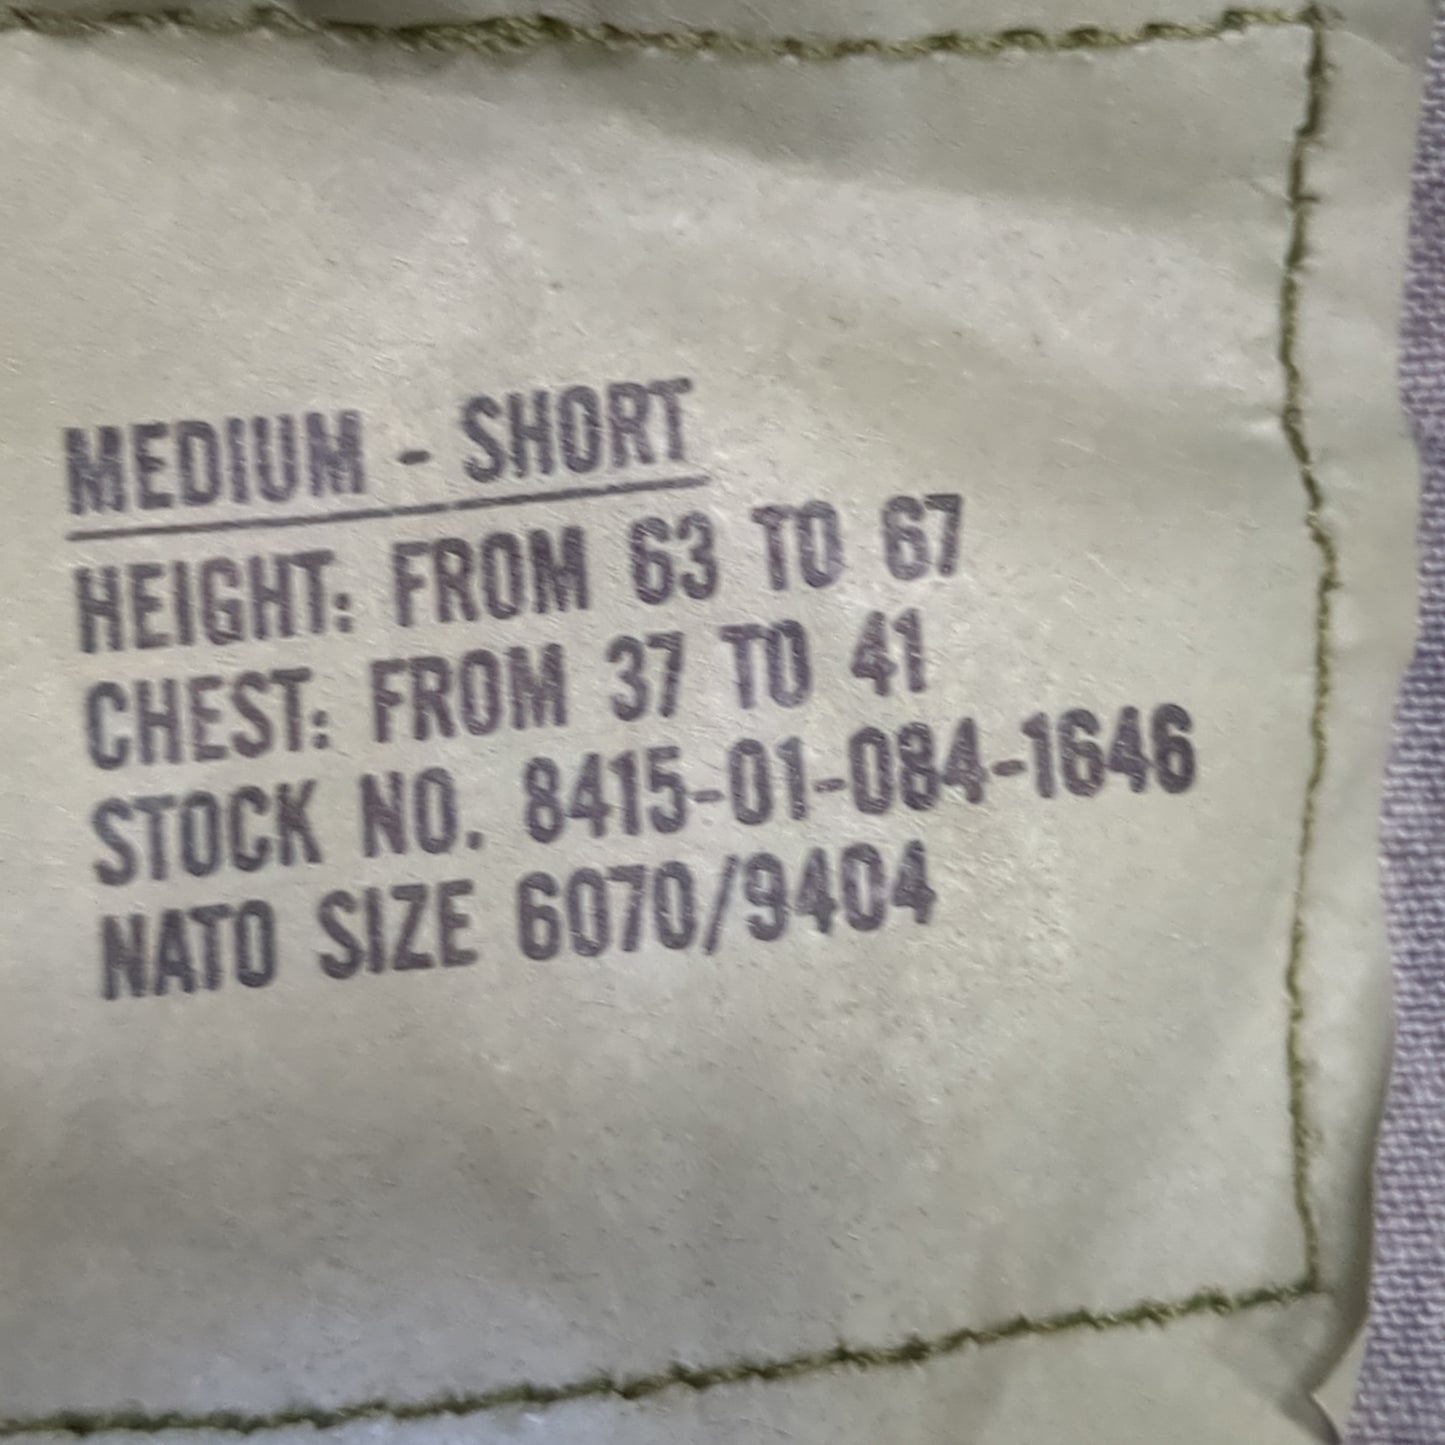 MEDIUM - SHORT
HEIGHT: FROM 63 TO 67
CHEST: FROM 37 TO 41
STOCK NO. 8415-01-084-1646
NATO SIZE 6070/9404